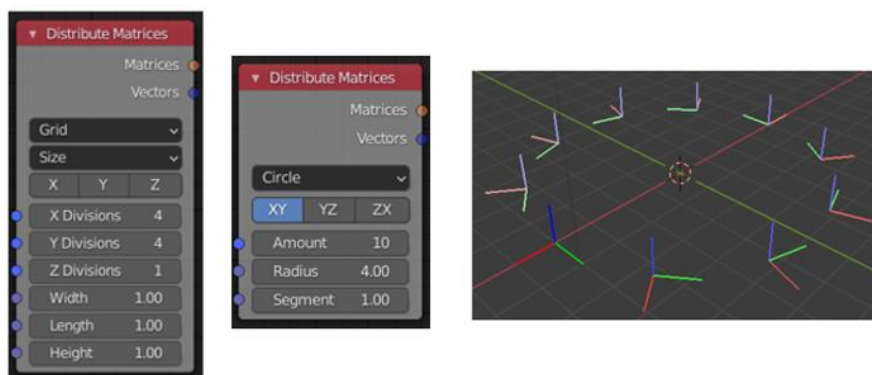 Distribute Matrices
Matrices
Vectors
Grid
Size
X Y Z
X Divisions 4
Y Divisions 4
Z Divisions 1
Width 1.00
Length 1.00
Height 1.00
Distribute Matrices
Matrices
Vectors
Circle
XY YZ ZX
Amount 10
Radius 4.00
Segment 1.00